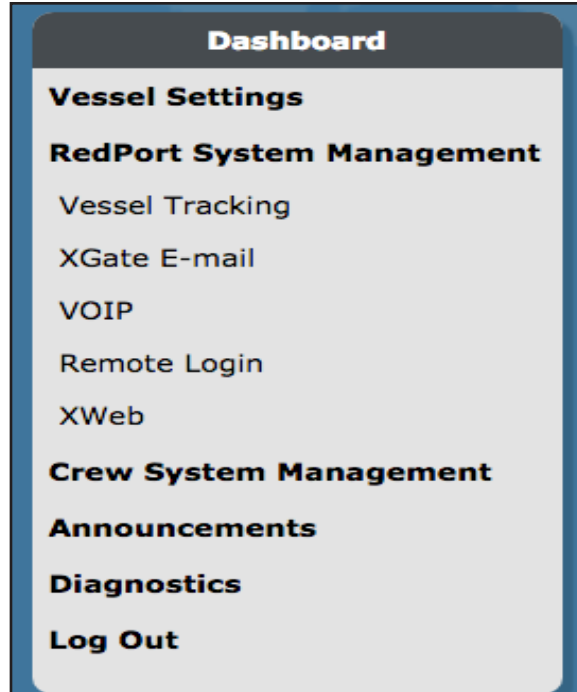 Dashboard
Vessel Settings
RedPort System Management
Vessel Tracking
XGate E-mail
VOIP
Remote Login
XWeb
Crew System Management
Announcements
Diagnostics
Log Out